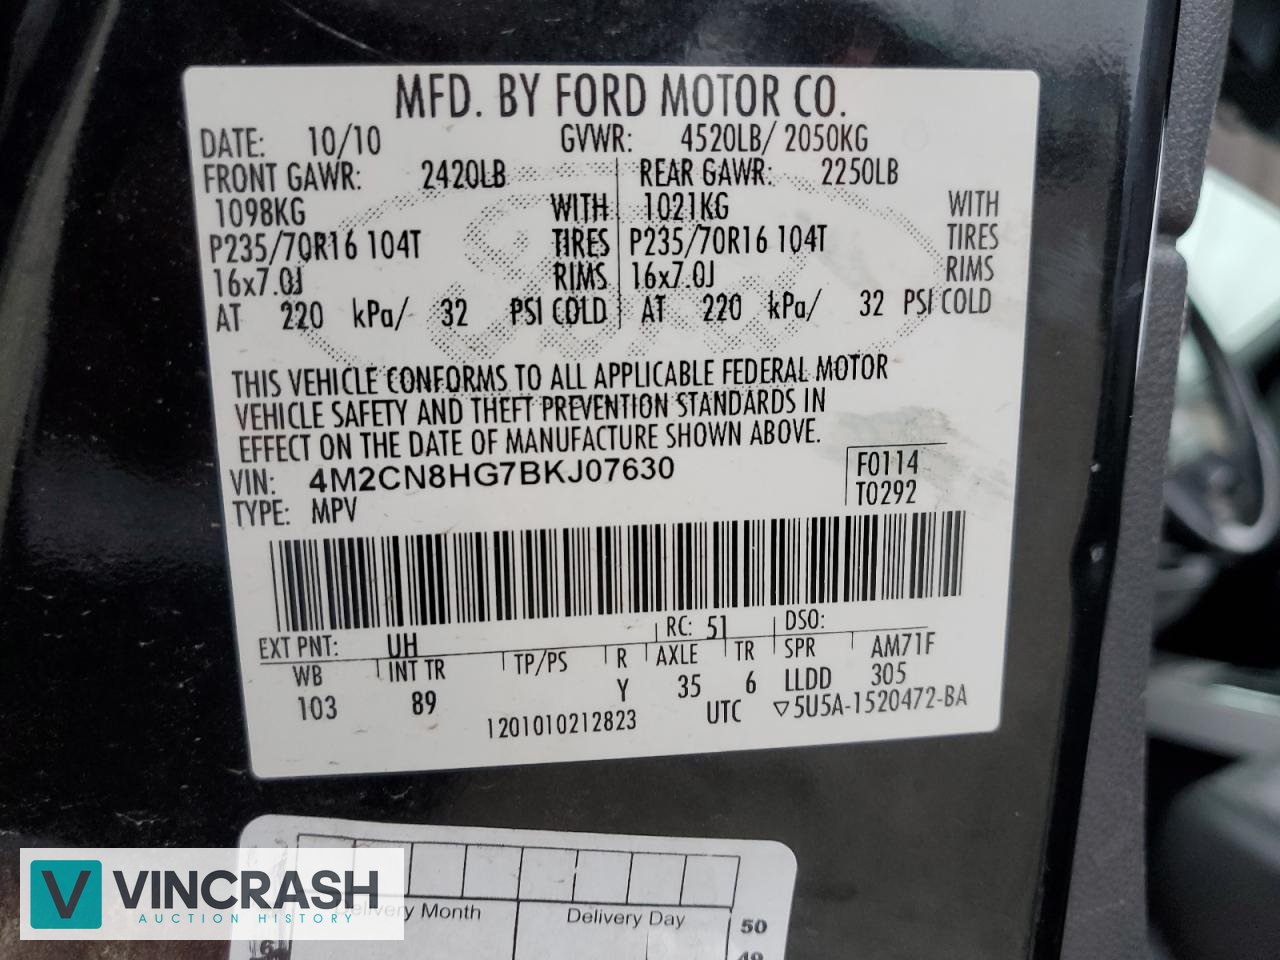 MFD. BY FORD MOTOR CO.
DATE: 10/10 GVWR: 4520LB/ 2050KG
FRONT GAWR: 2420LB REAR GAWR: 2250LB
1098KG WITH 1021KG WITH
P235/70R16 104T TIRES P235/70R16 104T TIRES
16x7.0J RIMS 16x7.0J RIMS
AT 220 kPa/ 32 PSI COLD AT 220 kPa/ 32 PSI COLD
THIS VEHICLE CONFORMS TO ALL APPLICABLE FEDERAL MOTOR
VEHICLE SAFETY AND THEFT PREVENTION STANDARDS IN
EFFECT ON THE DATE OF MANUFACTURE SHOWN ABOVE.
VIN: 4M2CN8HG7BKJ07630 F0114
TYPE: MPV T0292
EXT PNT: UH RC: 51 DSO:
WB INT TR TP/PS R AXLE TR SPR AM71F
103 89 Y 35 6 LLDD 305
1201010212823 UTC ▽5U5A-1520472-BA
V VINCRASH
AUCTION HISTORY
Delivery Month Delivery Day 50